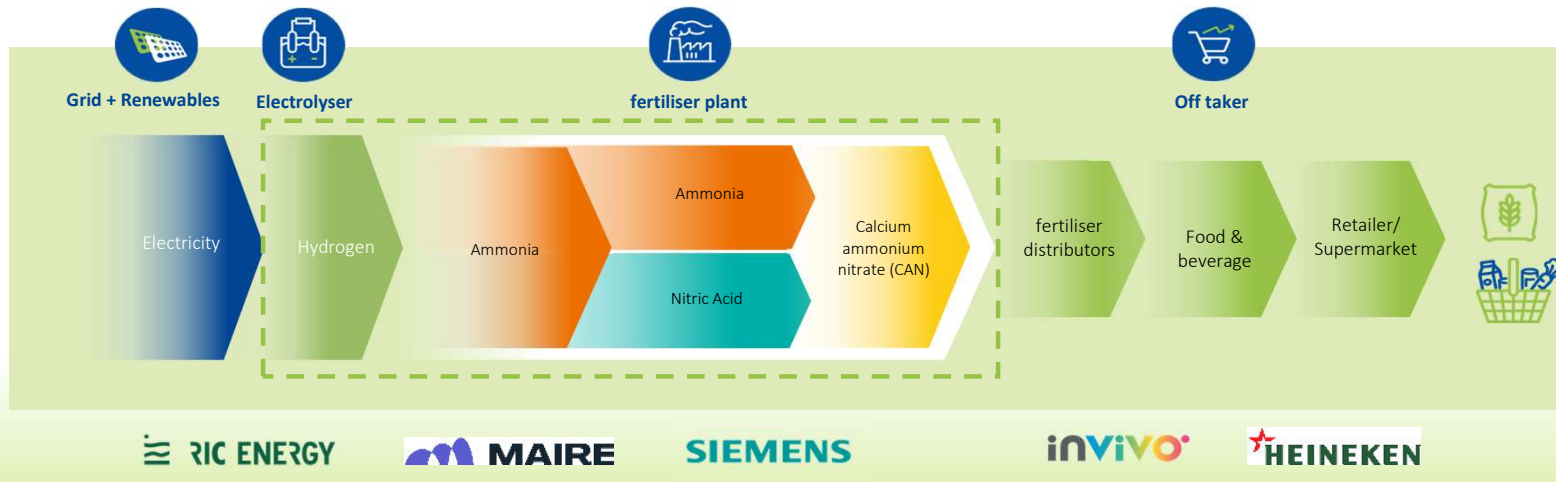 Grid + Renewables
Electrolyser
fertiliser plant
Off taker
Electricity
Hydrogen
Ammonia
Ammonia
Nitric Acid
Calcium
ammonium
nitrate (CAN)
fertiliser
distributors
Food &
beverage
Retailer/
Supermarket
RIC ENERGY
MAIRE
SIEMENS
inVivo
HEINEKEN